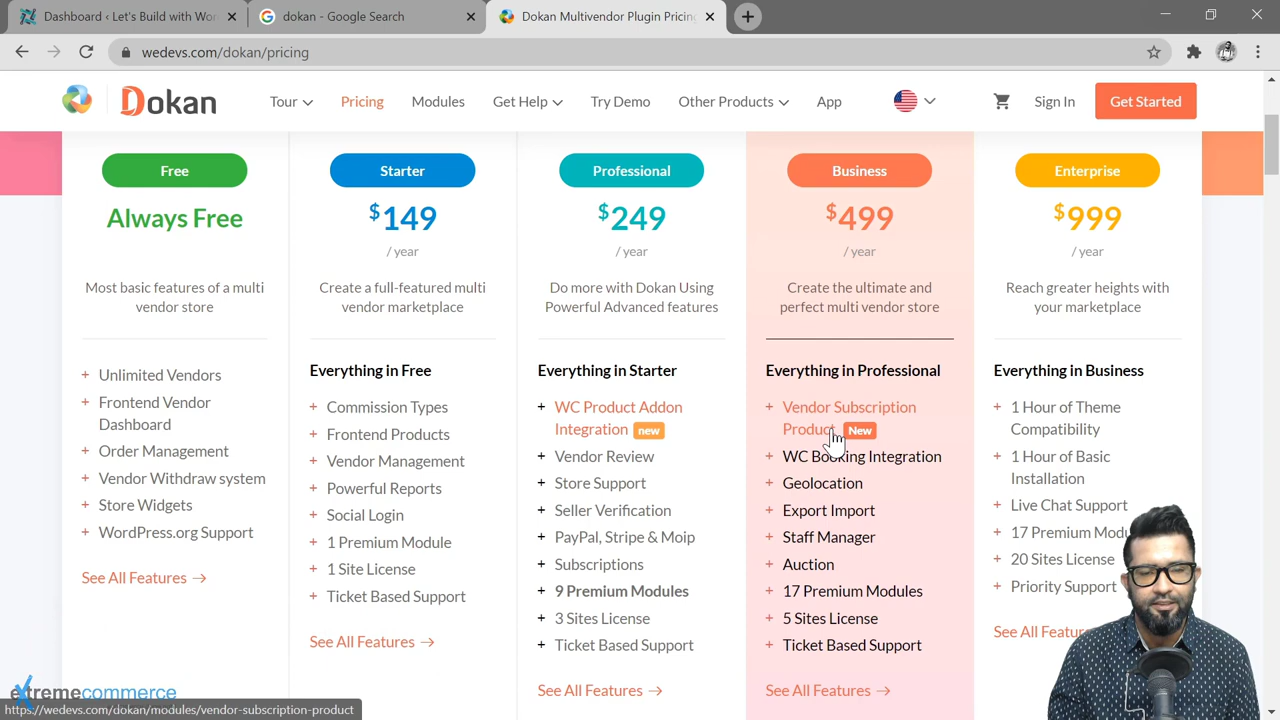 Dashboard ‹ Let's Build with Wor
dokan - Google Search
Dokan Multivendor Plugin Pricing
wedevs.com/dokan/pricing
Dokan
Tour
Pricing
Modules
Get Help
Try Demo
Other Products
App
Sign In
Get Started
Free
Always Free
Most basic features of a multi
vendor store
+ Unlimited Vendors
+ Frontend Vendor
Dashboard
+ Order Management
+ Vendor Withdraw system
+ Store Widgets
+ WordPress.org Support
See All Features →
Starter
$149
/ year
Create a full-featured multi
vendor marketplace
Everything in Free
+ Commission Types
+ Frontend Products
+ Vendor Management
+ Powerful Reports
+ Social Login
+ 1 Premium Module
+ 1 Site License
+ Ticket Based Support
See All Features →
Professional
$249
/ year
Do more with Dokan Using
Powerful Advanced features
Everything in Starter
+ WC Product Addon
Integration new
+ Vendor Review
+ Store Support
+ Seller Verification
+ PayPal, Stripe & Moip
+ Subscriptions
+ 9 Premium Modules
+ 3 Sites License
+ Ticket Based Support
See All Features →
Business
$499
/ year
Create the ultimate and
perfect multi vendor store
Everything in Professional
+ Vendor Subscription
Product New
+ WC Booking Integration
+ Geolocation
+ Export Import
+ Staff Manager
+ Auction
+ 17 Premium Modules
+ 5 Sites License
+ Ticket Based Support
See All Features →
Enterprise
$999
/ year
Reach greater heights with
your marketplace
Everything in Business
+ 1 Hour of Theme
Compatibility
+ 1 Hour of Basic
Installation
+ Live Chat Support
+ 17 Premium Modu
+ 20 Sites License
+ Priority Support
See All Featur
extremecommerce
https://wedevs.com/dokan/modules/vendor-subscription-product